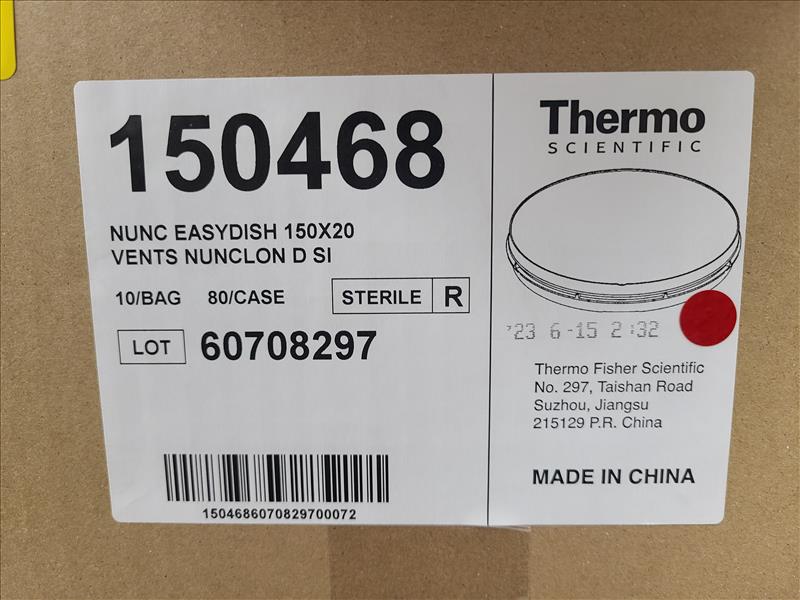 150468
NUNC EASYDISH 150X20
VENTS NUNCLON D SI
10/BAG 80/CASE STERILE R
LOT 60708297
1504686070829700072
Thermo
SCIENTIFIC
'23 6-15 2:32
Thermo Fisher Scientific
No. 297, Taishan Road
Suzhou, Jiangsu
215129 P.R. China
MADE IN CHINA